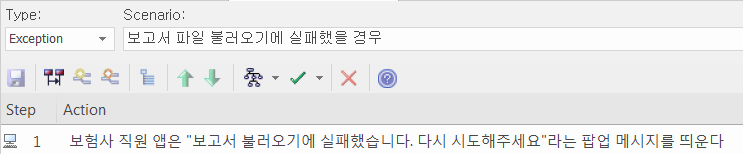 Type: Scenario:
Exception 보고서 파일 불러오기에 실패했을 경우
Step Action
1 보험사 직원 앱은 "보고서 불러오기에 실패했습니다. 다시 시도해주세요"라는 팝업 메시지를 띄운다